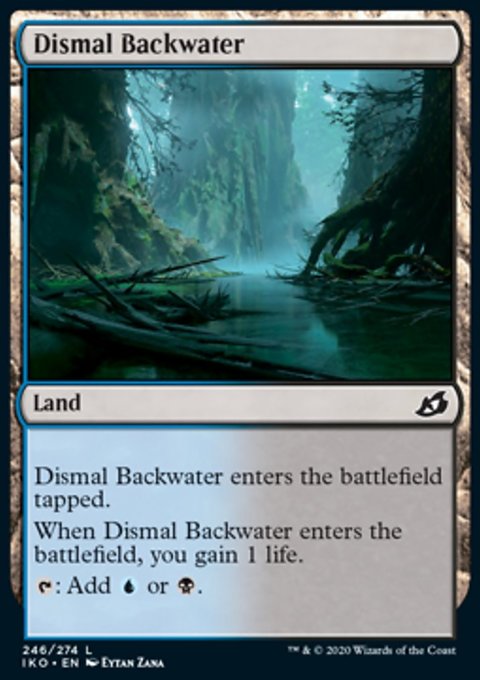 Dismal Backwater
Land
Dismal Backwater enters the battlefield
tapped.
When Dismal Backwater enters the
battlefield, you gain 1 life.
: Add or .
246/274 L
IKO • EN Eytan Zana
™ & © 2020 Wizards of the Coast